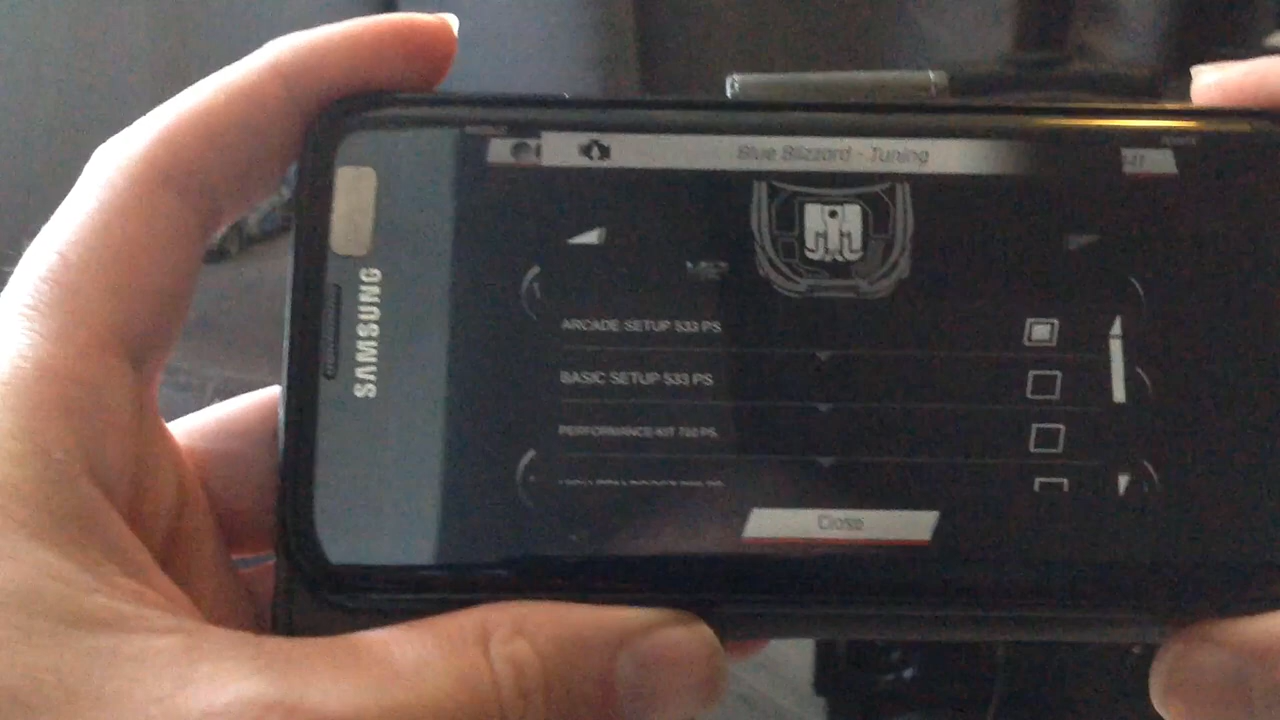 Blue Blizzard - Tuning
SAMSUNG
ARCADE SETUP 533 PS
BASIC SETUP 533 PS
PERFORMANCE KIT 710 PS
Close